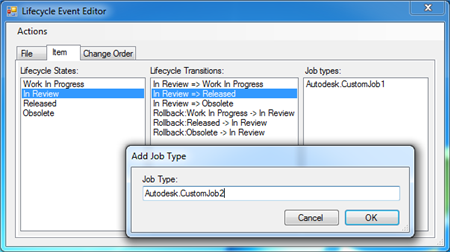 Lifecycle Event Editor
Actions
File Item Change Order
Lifecycle States: Lifecycle Transitions: Job types:
Work In Progress In Review => Work In Progress Autodesk.CustomJob1
In Review In Review => Released
Released In Review => Obsolete
Obsolete Rollback:Work In Progress -> In Review
Rollback:Released -> In Review
Rollback:Obsolete -> In Review
Add Job Type
Job Type:
Autodesk.CustomJob2
Cancel OK